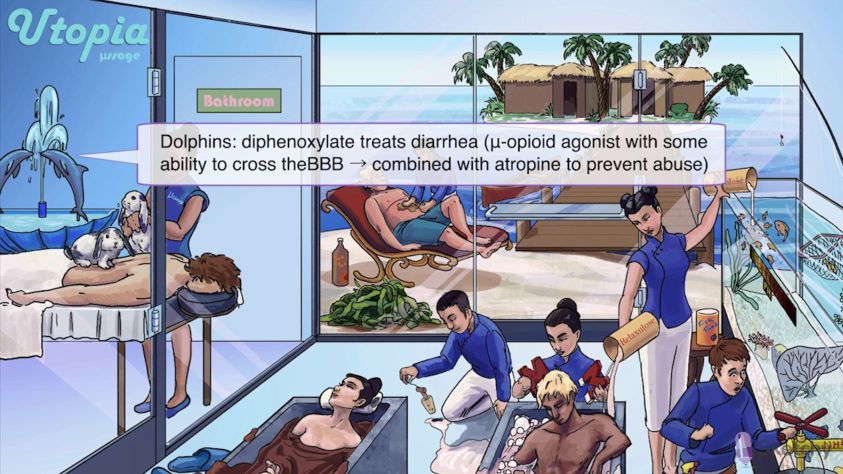 Utopia
μssage
Bathroom
Dolphins: diphenoxylate treats diarrhea (μ-opioid agonist with some
ability to cross theBBB → combined with atropine to prevent abuse)
Relaxulose